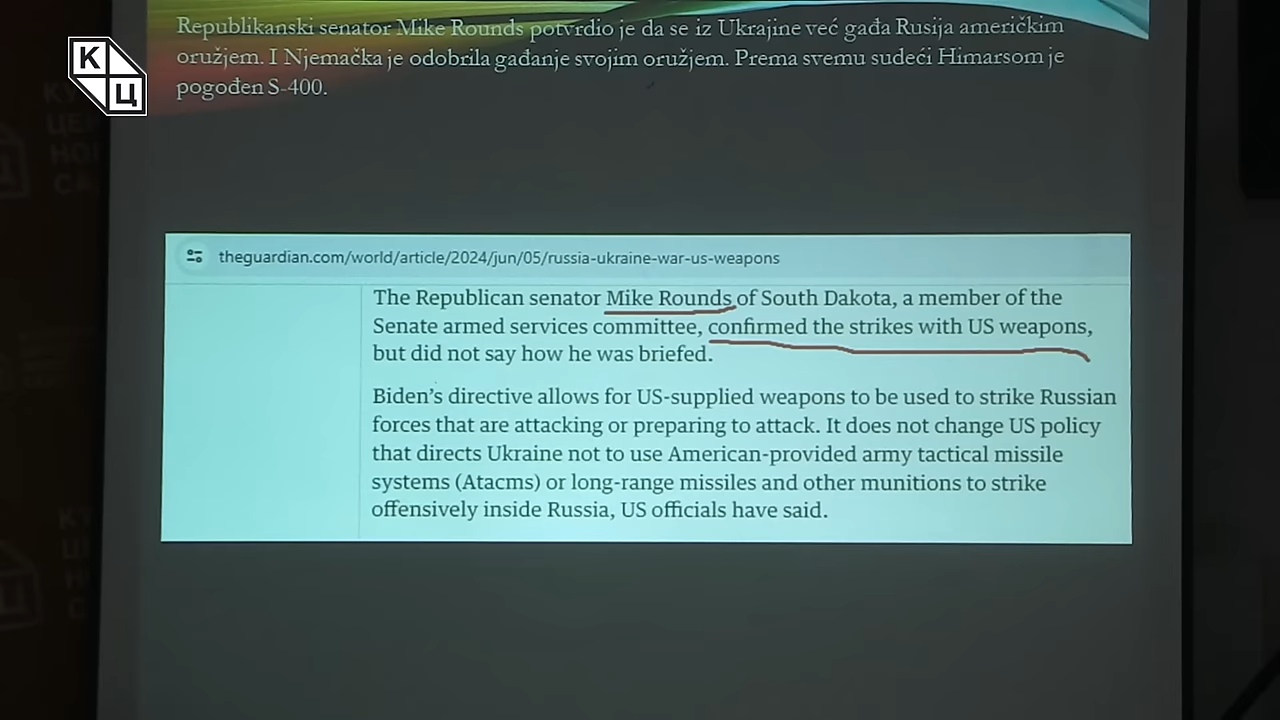 Republikanski senator Mike Rounds potvrdio je da se iz Ukrajine već gađa Rusija američkim
oružjem. I Njemačka je odobrila gađanje svojim oružjem. Prema svemu sudeći Himarsom je
pogođen S-400.
К
Ц
theguardian.com/world/article/2024/jun/05/russia-ukraine-war-us-weapons
The Republican senator Mike Rounds of South Dakota, a member of the
Senate armed services committee, confirmed the strikes with US weapons,
but did not say how he was briefed.
Biden’s directive allows for US-supplied weapons to be used to strike Russian
forces that are attacking or preparing to attack. It does not change US policy
that directs Ukraine not to use American-provided army tactical missile
systems (Atacms) or long-range missiles and other munitions to strike
offensively inside Russia, US officials have said.